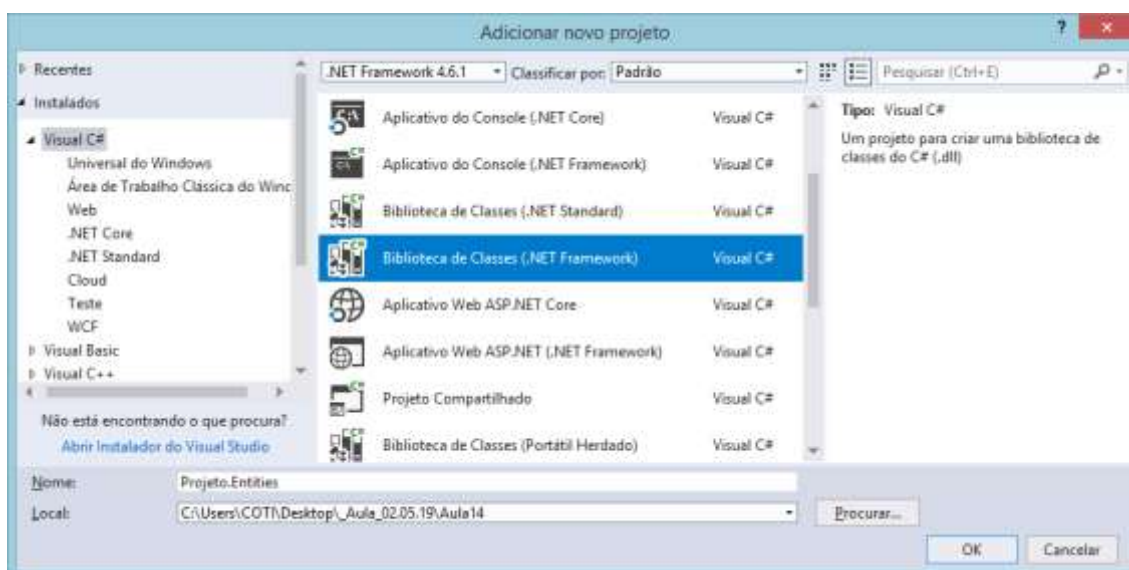 Adicionar novo projeto
Recentes
Instalados
Visual C#
Universal do Windows
Área de Trabalho Clássica do Winc
Web
.NET Core
.NET Standard
Cloud
Teste
WCF
Visual Basic
Visual C++
Não está encontrando o que procura?
Abrir Instalador do Visual Studio
.NET Framework 4.6.1 Classificar por: Padrão
Aplicativo do Console (.NET Core) Visual C#
Aplicativo do Console (.NET Framework) Visual C#
Biblioteca de Classes (.NET Standard) Visual C#
Biblioteca de Classes (.NET Framework) Visual C#
Aplicativo Web ASP.NET Core Visual C#
Aplicativo Web ASP.NET (.NET Framework) Visual C#
Projeto Compartilhado Visual C#
Biblioteca de Classes (Portátil Herdado) Visual C#
Pesquisar (Ctrl+E)
Tipo: Visual C#
Um projeto para criar uma biblioteca de
classes do C# (.dll)
Nome: Projeto.Entities
Local: C:\Users\COTI\Desktop\_Aula_02.05.19\Aula14 Procurar...
OK Cancelar